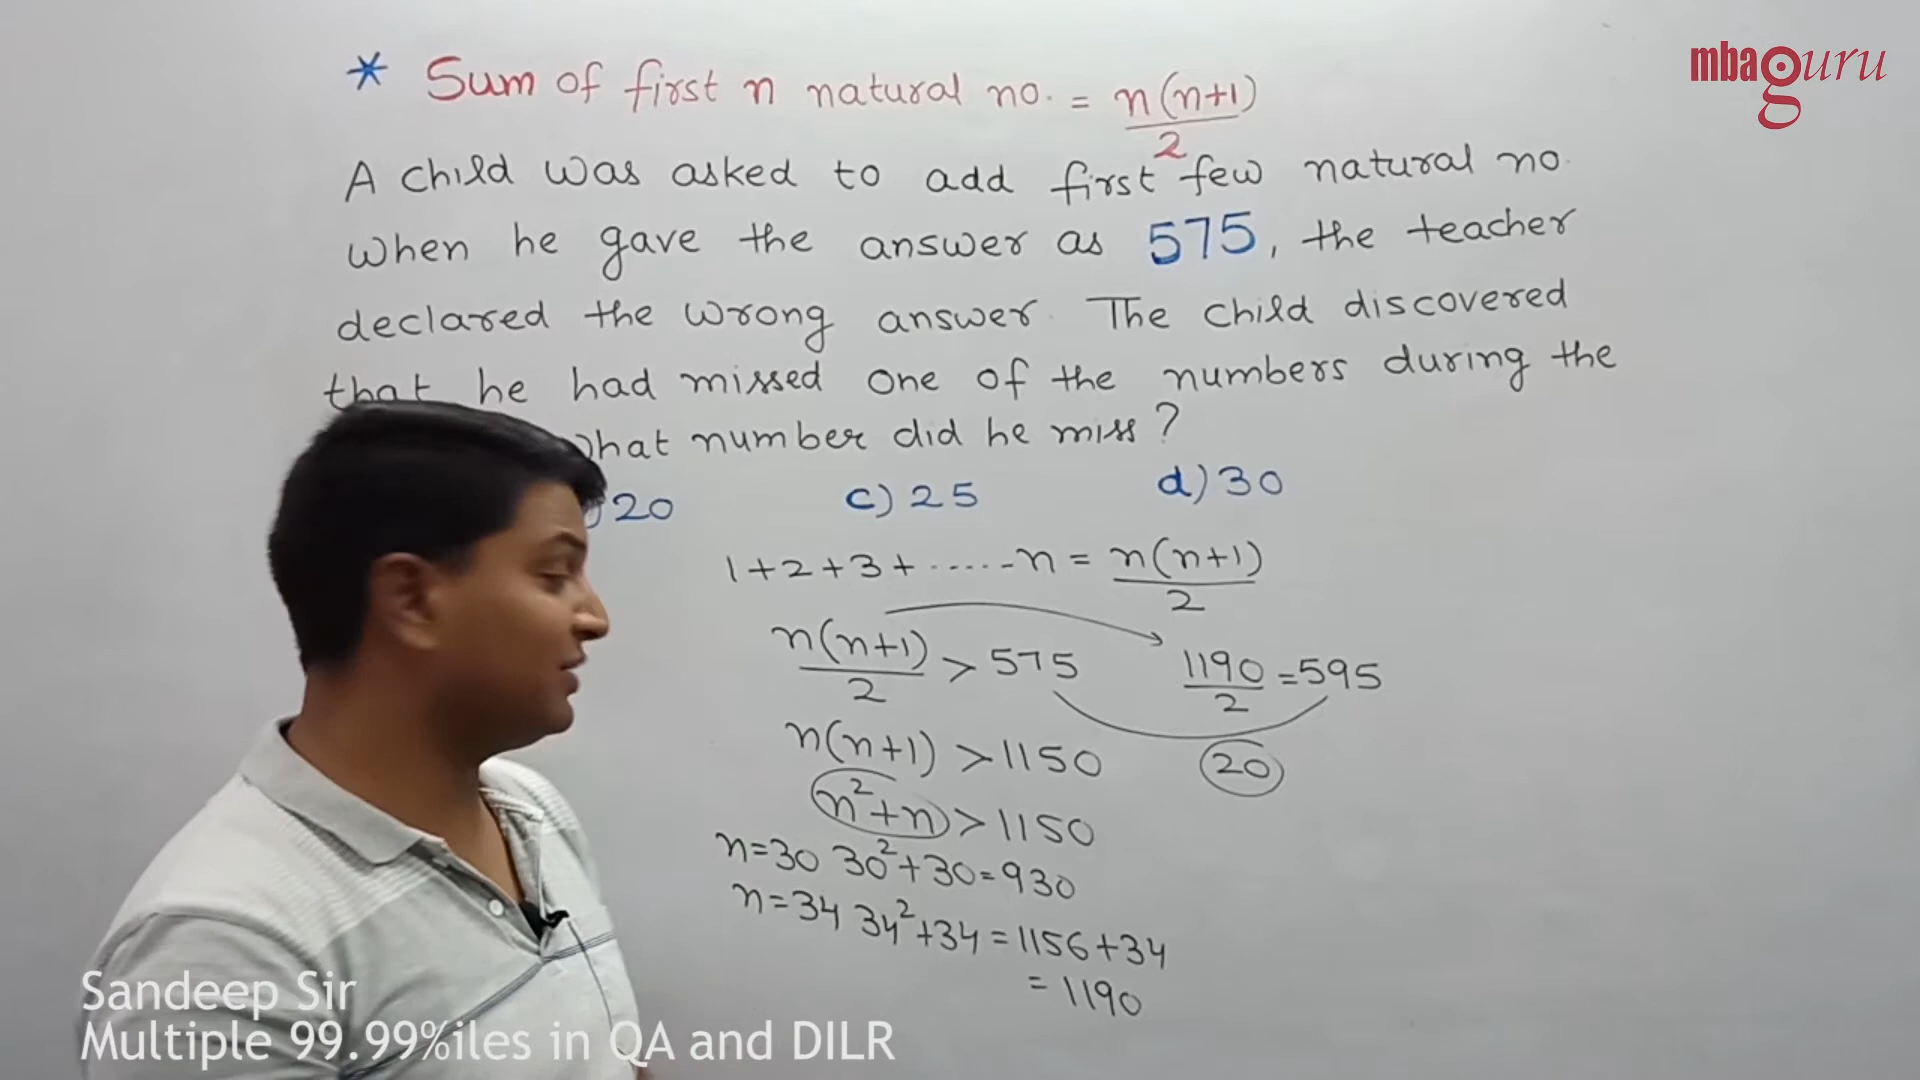 mbaguru
* Sum of first n natural no. = n(n+1)/2
A child was asked to add first few natural no.
When he gave the answer as 575, the teacher
declared the wrong answer. The child discovered
that he had missed one of the numbers during the
What number did he miss?
)20 c) 25 d) 30
1+2+3+ ......n = n(n+1)/2
n(n+1)/2 > 575 1190/2 = 595
n(n+1) > 1150 20
n²+n > 1150
n=30 30²+30=930
n=34 34²+34 = 1156+34
= 1190
Sandeep Sir
Multiple 99.99%iles in QA and DILR